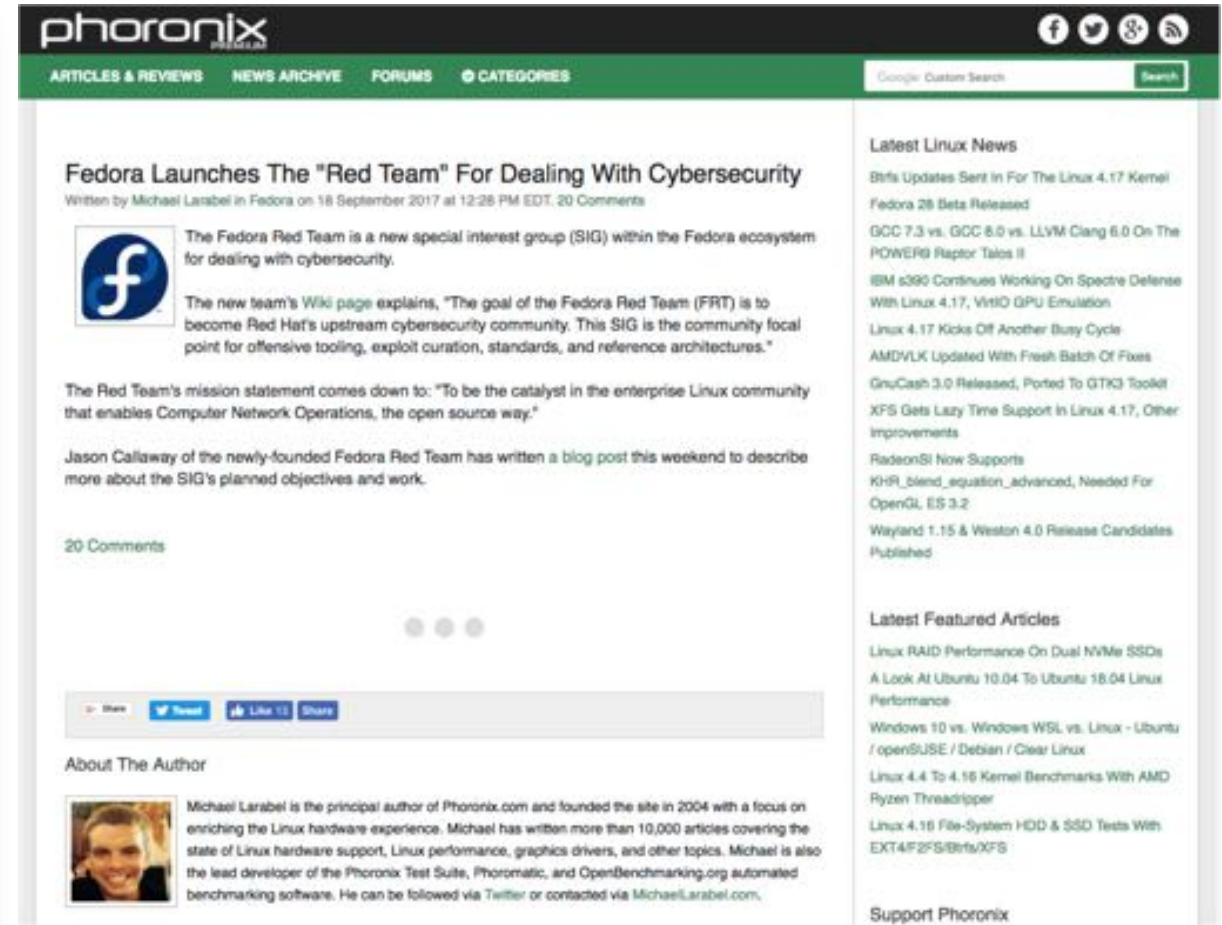 phoronix
PREMIUM
ARTICLES & REVIEWS NEWS ARCHIVE FORUMS CATEGORIES
Google Custom Search Search
Fedora Launches The "Red Team" For Dealing With Cybersecurity
Written by Michael Larabel in Fedora on 18 September 2017 at 12:28 PM EDT. 20 Comments
The Fedora Red Team is a new special interest group (SIG) within the Fedora ecosystem
for dealing with cybersecurity.
The new team's Wiki page explains, "The goal of the Fedora Red Team (FRT) is to
become Red Hat's upstream cybersecurity community. This SIG is the community focal
point for offensive tooling, exploit curation, standards, and reference architectures."
The Red Team's mission statement comes down to: "To be the catalyst in the enterprise Linux community
that enables Computer Network Operations, the open source way."
Jason Callaway of the newly-founded Fedora Red Team has written a blog post this weekend to describe
more about the SIG's planned objectives and work.
20 Comments
Share Tweet Like 13 Share
About The Author
Michael Larabel is the principal author of Phoronix.com and founded the site in 2004 with a focus on
enriching the Linux hardware experience. Michael has written more than 10,000 articles covering the
state of Linux hardware support, Linux performance, graphics drivers, and other topics. Michael is also
the lead developer of the Phoronix Test Suite, Phoromatic, and OpenBenchmarking.org automated
benchmarking software. He can be followed via Twitter or contacted via MichaelLarabel.com.
Latest Linux News
Btrfs Updates Sent In For The Linux 4.17 Kernel
Fedora 28 Beta Released
GCC 7.3 vs. GCC 8.0 vs. LLVM Clang 6.0 On The
POWER9 Raptor Talos II
IBM s390 Continues Working On Spectre Defense
With Linux 4.17, VirtIO GPU Emulation
Linux 4.17 Kicks Off Another Busy Cycle
AMDVLK Updated With Fresh Batch Of Fixes
GnuCash 3.0 Released, Ported To GTK3 Toolkit
XFS Gets Lazy Time Support In Linux 4.17, Other
Improvements
RadeonSI Now Supports
KHR_blend_equation_advanced, Needed For
OpenGL ES 3.2
Wayland 1.15 & Weston 4.0 Release Candidates
Published
Latest Featured Articles
Linux RAID Performance On Dual NVMe SSDs
A Look At Ubuntu 10.04 To Ubuntu 18.04 Linux
Performance
Windows 10 vs. Windows WSL vs. Linux - Ubuntu
/ openSUSE / Debian / Clear Linux
Linux 4.4 To 4.16 Kernel Benchmarks With AMD
Ryzen Threadripper
Linux 4.16 File-System HDD & SSD Tests With
EXT4/F2FS/Btrfs/XFS
Support Phoronix